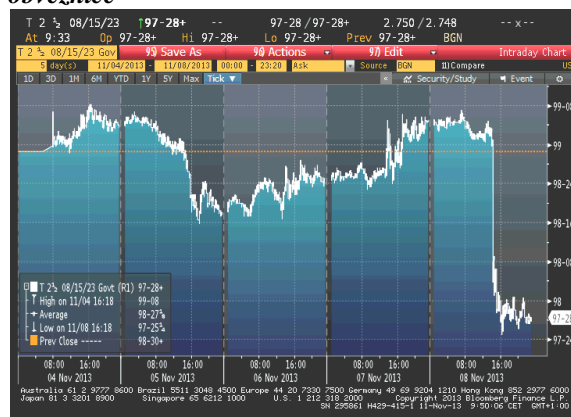 obveznice
T 2 ½ 08/15/23 ↑97-28+ -- 97-28 /97-28+ 2.750 /2.748 --x--
At 9:33 Op 97-28+ Hi 97-28+ Lo 97-28+ Prev 97-28+ BGN
T 2 ½ 08/15/23 Gov 95) Save As 96) Actions 97) Edit Intraday Chart
5 day(s) 11/04/2013 - 11/08/2013 00:00 - 23:20 Ask Source BGN 11) Compare US
1D 3D 1M 6M YTD 1Y 5Y Max Tick ▼ « Security/Study Event
99-08
99
98-24
98-16
98-08
98
97-28
97-24
T 2½ 08/15/23 Govt (R1) 97-28+
High on 11/04 16:18 99-08
Average 98-27⅞
Low on 11/08 16:18
Prev Close ----- 98-30+
08:00 16:00 08:00 16:00 08:00 16:00 08:00 16:00 08:00 16:00
04 Nov 2013 05 Nov 2013 06 Nov 2013 07 Nov 2013 08 Nov 2013
Australia 61 2 9777 8600 Brazil 5511 3048 4500 Europe 44 20 7330 7500 Germany 49 69 9204 1210 Hong Kong 852 2977 6000
Japan 81 3 3201 8900 Singapore 65 6212 1000 U.S. 1 212 318 2000 Copyright 2013 Bloomberg Finance L.P.
SN 295861 H429-415-1 11-Nov-13 9:50:06 CET GMT+1:00